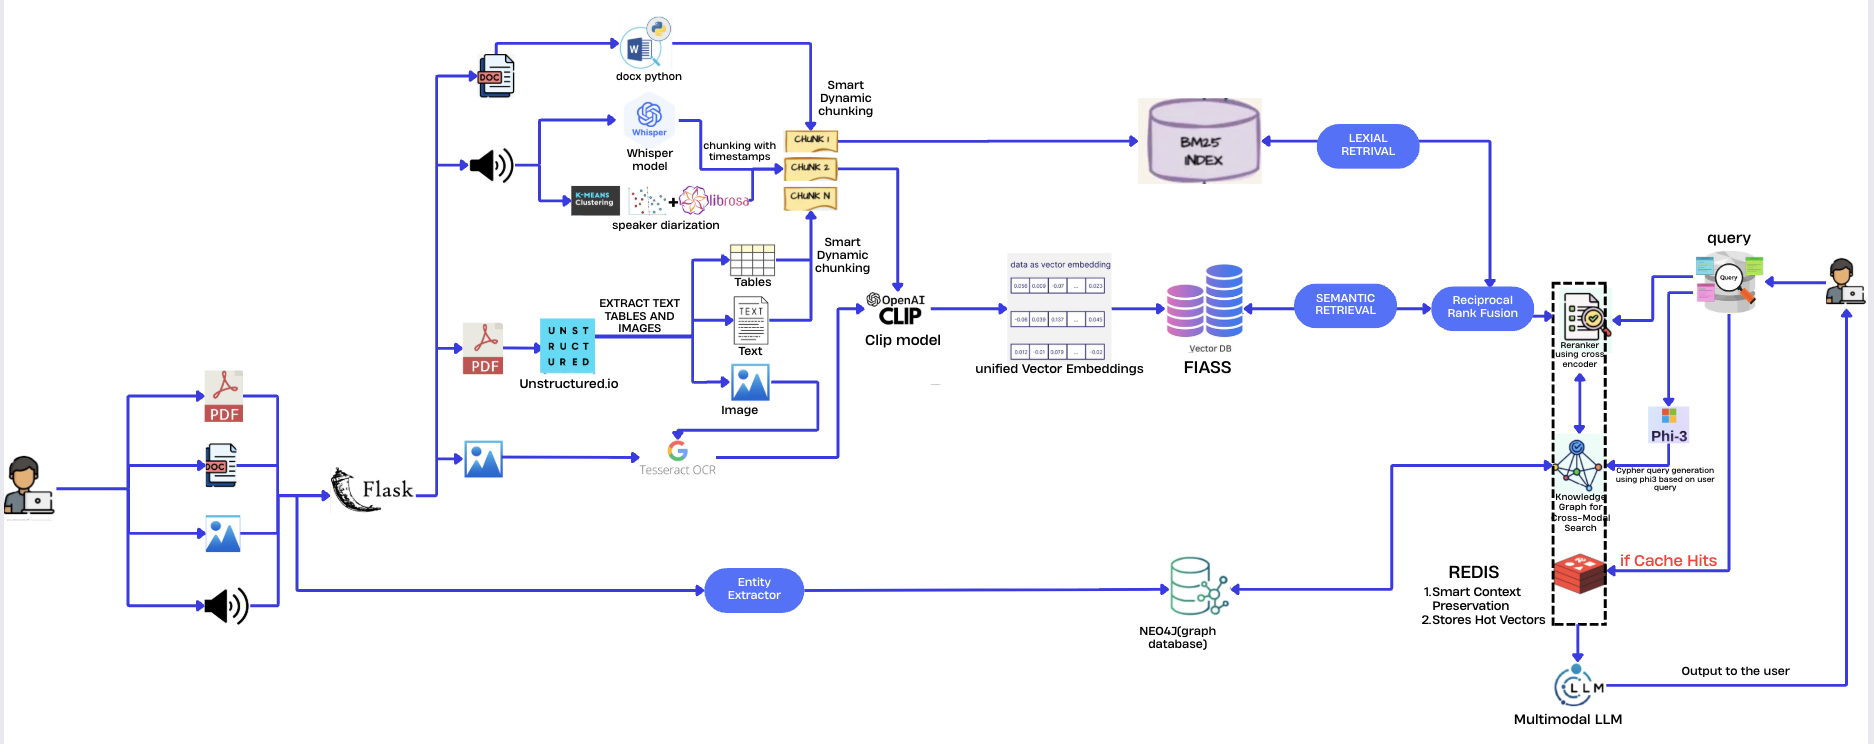 DOC
W
docx python
Smart
Dynamic
chunking
Whisper
Whisper
model
chunking with
timestamps
CHUNK 1
CHUNK 2
CHUNK N
K-MEANS
Clustering
+
librosa
speaker diarization
BM25
INDEX
LEXIAL
RETRIVAL
Smart
Dynamic
chunking
Tables
EXTRACT TEXT
TABLES AND
IMAGES
TEXT
Text
PDF
UNST
RUCT
URED
Unstructured.io
Image
Tesseract OCR
OpenAI
CLIP
Clip model
data as vector embedding
0.056 0.009 -0.07 ... 0.023
-0.06 0.039 0.137 ... 0.045
0.012 -0.01 0.079 ... -0.02
unified Vector Embeddings
Vector DB
FIASS
SEMANTIC
RETRIEVAL
Reciprocal
Rank Fusion
query
Query
Reranker
using cross
encoder
Phi-3
Cypher query generation
using phi3 based on user
query
Knowledge
Graph for
Cross-Modal
Search
if Cache Hits
REDIS
1.Smart Context
Preservation
2.Stores Hot Vectors
PDF
DOC
Flask
Entity
Extractor
NEO4J(graph
database)
LLM
Multimodal LLM
Output to the user